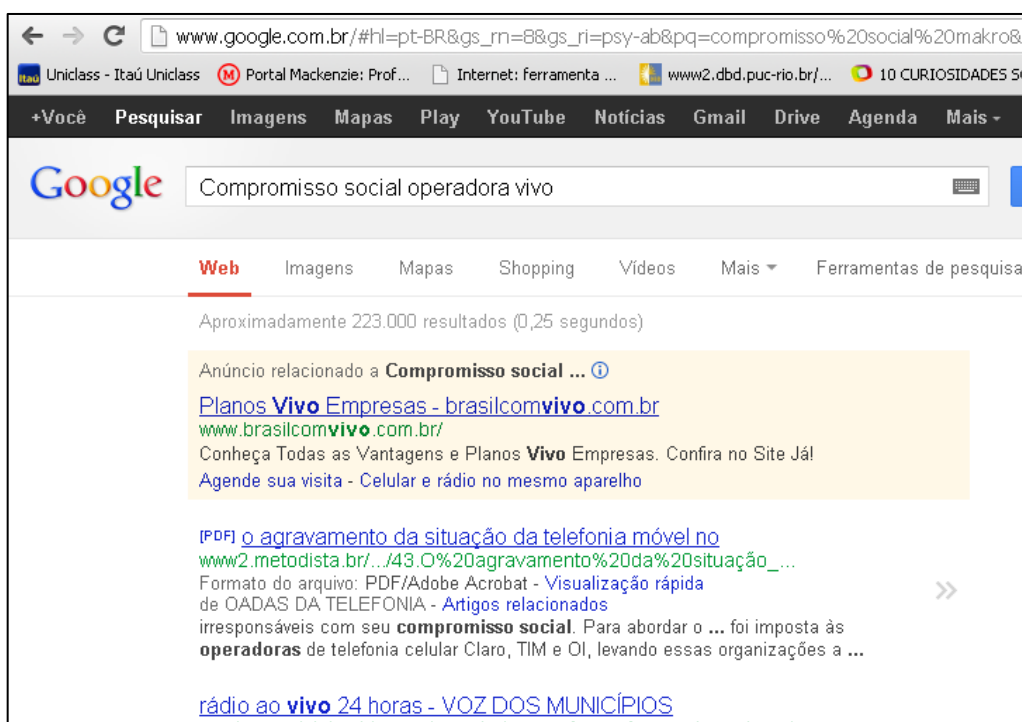 www.google.com.br/#hl=pt-BR&gs_rn=8&gs_ri=psy-ab&pq=compromisso%20social%20makro&
Itaú Uniclass - Itaú Uniclass M Portal Mackenzie: Prof... Internet: ferramenta ... www2.dbd.puc-rio.br/... 10 CURIOSIDADES S
+Você Pesquisar Imagens Mapas Play YouTube Notícias Gmail Drive Agenda Mais
Google Compromisso social operadora vivo
Web Imagens Mapas Shopping Vídeos Mais Ferramentas de pesquisa
Aproximadamente 223.000 resultados (0,25 segundos)
Anúncio relacionado a Compromisso social ...
Planos Vivo Empresas - brasilcomvivo.com.br
www.brasilcomvivo.com.br/
Conheça Todas as Vantagens e Planos Vivo Empresas. Confira no Site Já!
Agende sua visita - Celular e rádio no mesmo aparelho
[PDF] o agravamento da situação da telefonia móvel no
www2.metodista.br/.../43.O%20agravamento%20da%20situação_...
Formato do arquivo: PDF/Adobe Acrobat - Visualização rápida
de OADAS DA TELEFONIA - Artigos relacionados
irresponsáveis com seu compromisso social. Para abordar o ... foi imposta às
operadoras de telefonia celular Claro, TIM e OI, levando essas organizações a ...
rádio ao vivo 24 horas - VOZ DOS MUNICÍPIOS